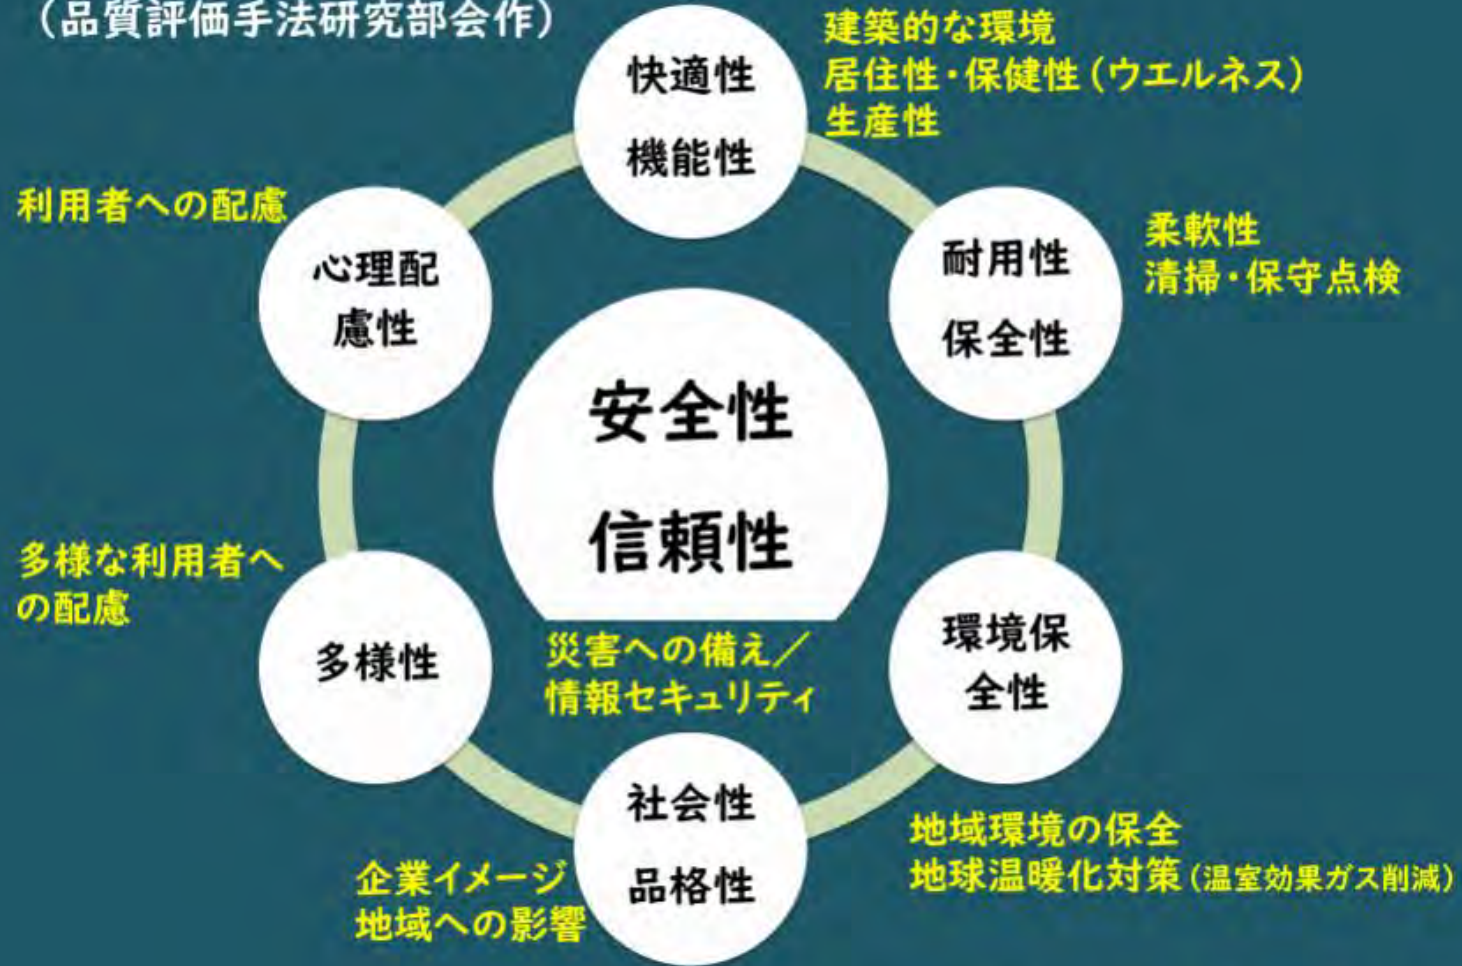 （品質評価手法研究部会作）
快適性
機能性
建築的な環境
居住性・保健性（ウエルネス）
生産性
耐用性
保全性
柔軟性
清掃・保守点検
環境保
全性
地域環境の保全
地球温暖化対策（温室効果ガス削減）
社会性
品格性
企業イメージ
地域への影響
多様性
多様な利用者へ
の配慮
心理配
慮性
利用者への配慮
安全性
信頼性
災害への備え／
情報セキュリティ